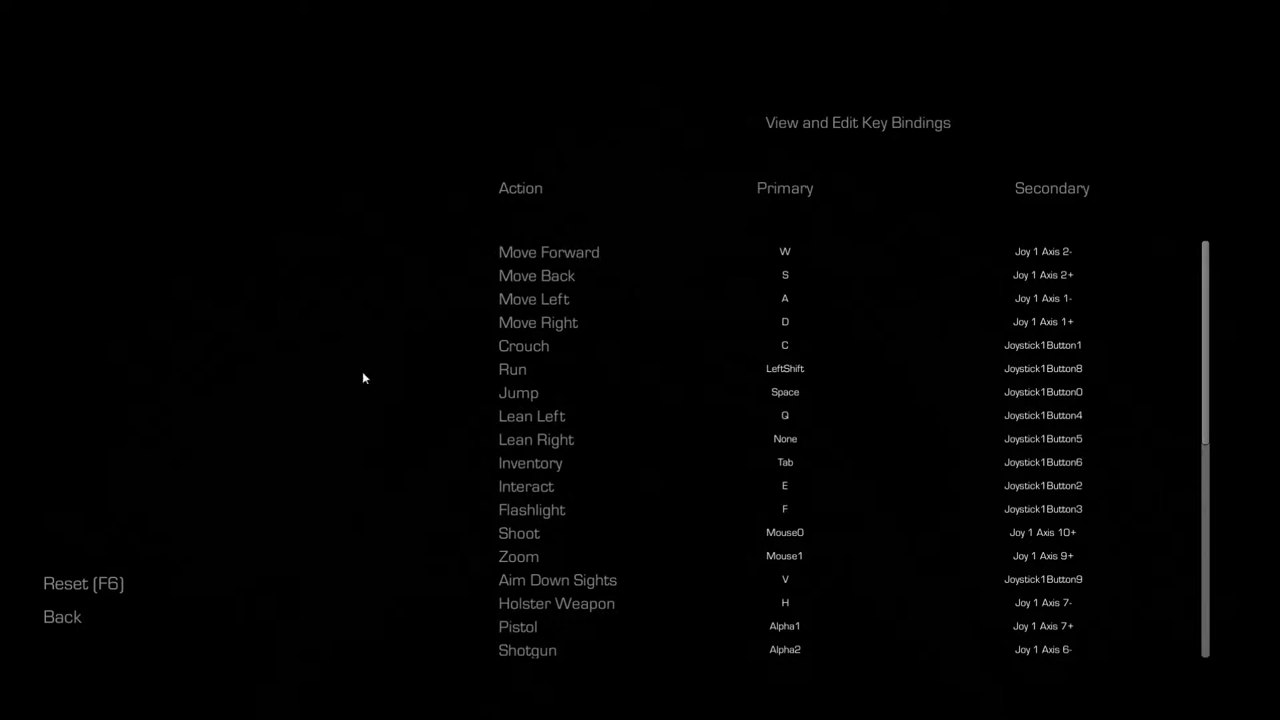 View and Edit Key Bindings
Action Primary Secondary
Move Forward W Joy 1 Axis 2-
Move Back S Joy 1 Axis 2+
Move Left A Joy 1 Axis 1-
Move Right D Joy 1 Axis 1+
Crouch C Joystick1Button1
Run LeftShift Joystick1Button8
Jump Space Joystick1Button0
Lean Left Q Joystick1Button4
Lean Right None Joystick1Button5
Inventory Tab Joystick1Button6
Interact E Joystick1Button2
Flashlight F Joystick1Button3
Shoot Mouse0 Joy 1 Axis 10+
Zoom Mouse1 Joy 1 Axis 9+
Aim Down Sights V Joystick1Button9
Holster Weapon H Joy 1 Axis 7-
Pistol Alpha1 Joy 1 Axis 7+
Shotgun Alpha2 Joy 1 Axis 6-
Reset (F6)
Back